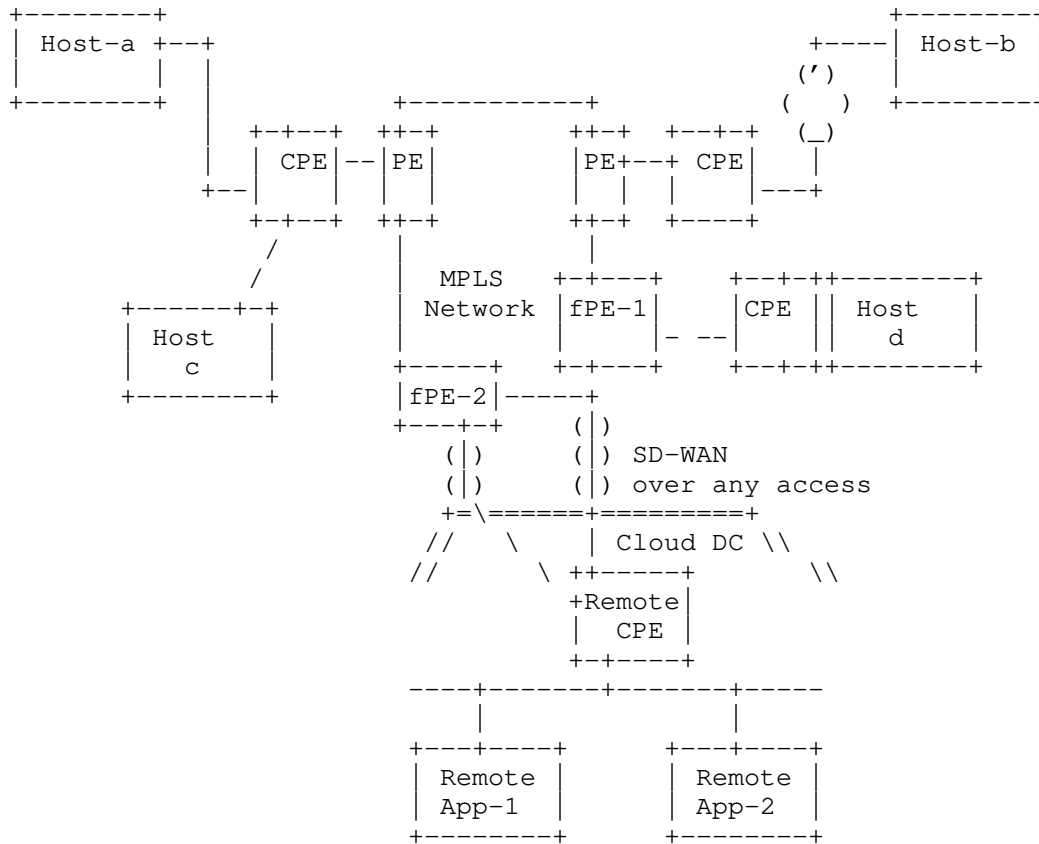 Host-a Host-b
CPE PE PE CPE
MPLS
Network fPE-1 CPE Host
Host d
c
fPE-2
SD-WAN
over any access
Cloud DC
Remote
CPE
Remote Remote
App-1 App-2